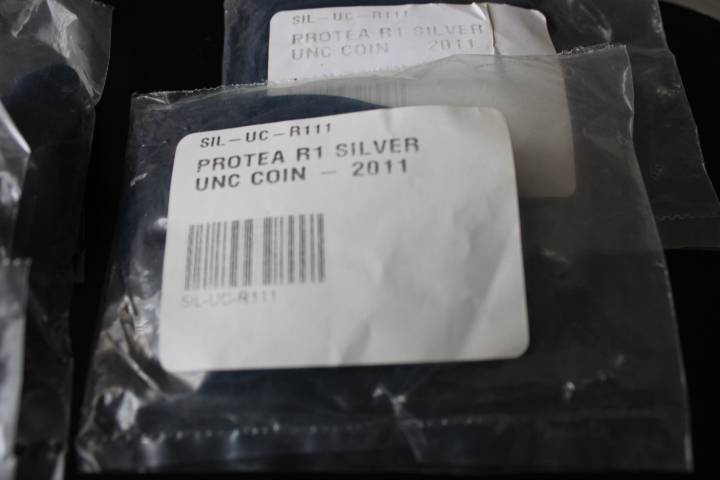 SIL-UC-R111
PROTEA R1 SILVER
UNC COIN 2011
SIL-UC-R111
PROTEA R1 SILVER
UNC COIN - 2011
SIL-UC-R111